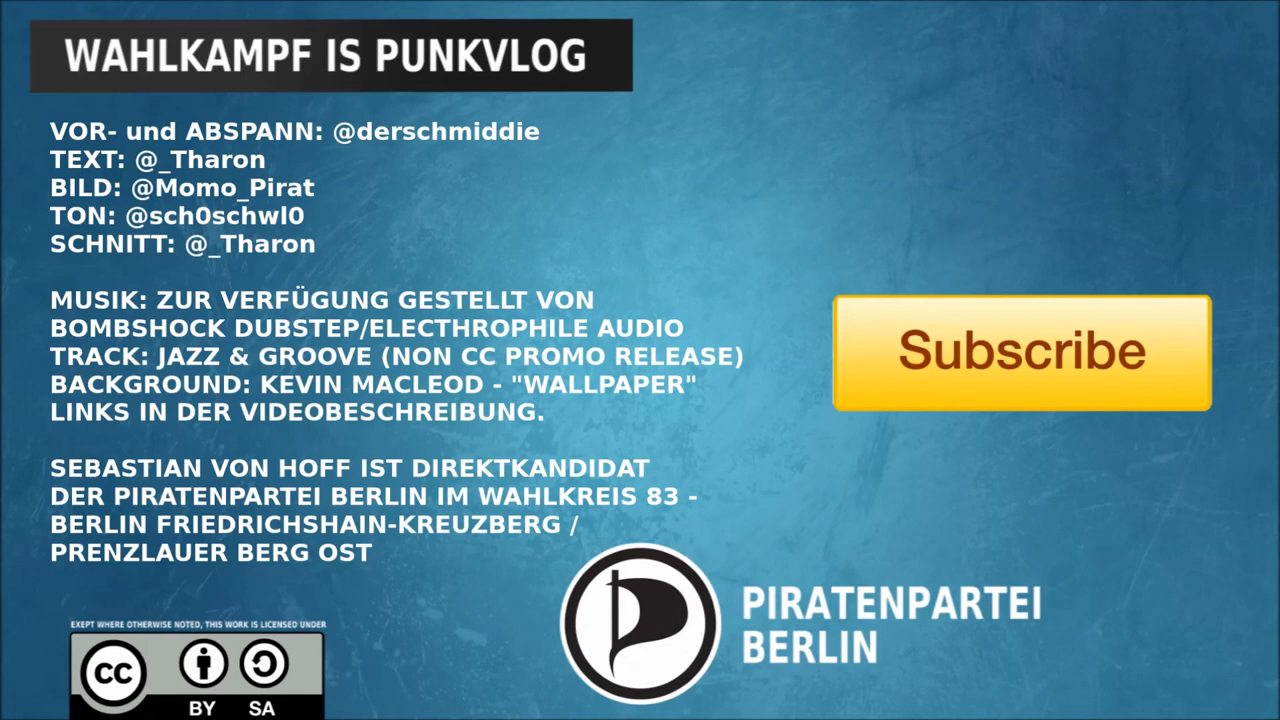 WAHLKAMPF IS PUNKVLOG
VOR- und ABSPANN: @derschmiddie
TEXT: @_Tharon
BILD: @Momo_Pirat
TON: @sch0schwl0
SCHNITT: @_Tharon
MUSIK: ZUR VERFÜGUNG GESTELLT VON
BOMBSHOCK DUBSTEP/ELECTHROPHILE AUDIO
TRACK: JAZZ & GROOVE (NON CC PROMO RELEASE)
BACKGROUND: KEVIN MACLEOD - "WALLPAPER"
LINKS IN DER VIDEOBESCHREIBUNG.
Subscribe
SEBASTIAN VON HOFF IST DIREKTKANDIDAT
DER PIRATENPARTEI BERLIN IM WAHLKREIS 83 -
BERLIN FRIEDRICHSHAIN-KREUZBERG /
PRENZLAUER BERG OST
PIRATENPARTEI
BERLIN
EXEPT WHERE OTHERWISE NOTED, THIS WORK IS LICENSED UNDER
CC
BY SA